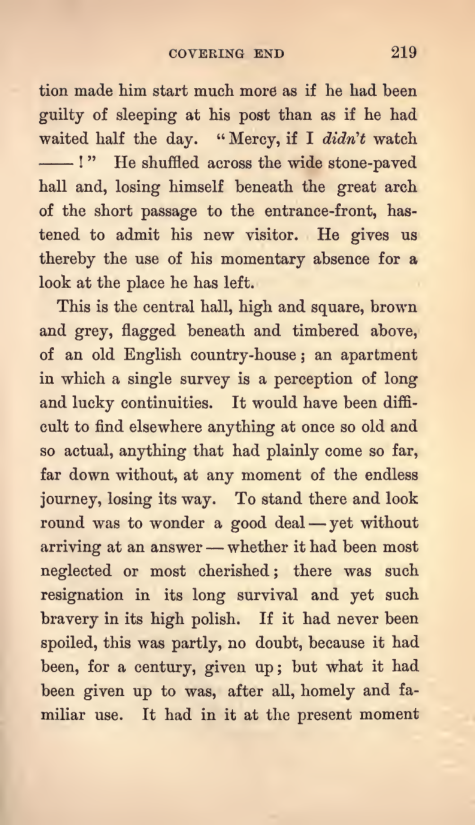 COVERING END 219
tion made him start much more as if he had been
guilty of sleeping at his post than as if he had
waited half the day. “Mercy, if I didn't watch
——!” He shuffled across the wide stone-paved
hall and, losing himself beneath the great arch
of the short passage to the entrance-front, has-
tened to admit his new visitor. He gives us
thereby the use of his momentary absence for a
look at the place he has left.
This is the central hall, high and square, brown
and grey, flagged beneath and timbered above,
of an old English country-house; an apartment
in which a single survey is a perception of long
and lucky continuities. It would have been diffi-
cult to find elsewhere anything at once so old and
so actual, anything that had plainly come so far,
far down without, at any moment of the endless
journey, losing its way. To stand there and look
round was to wonder a good deal—yet without
arriving at an answer—whether it had been most
neglected or most cherished; there was such
resignation in its long survival and yet such
bravery in its high polish. If it had never been
spoiled, this was partly, no doubt, because it had
been, for a century, given up; but what it had
been given up to was, after all, homely and fa-
miliar use. It had in it at the present moment